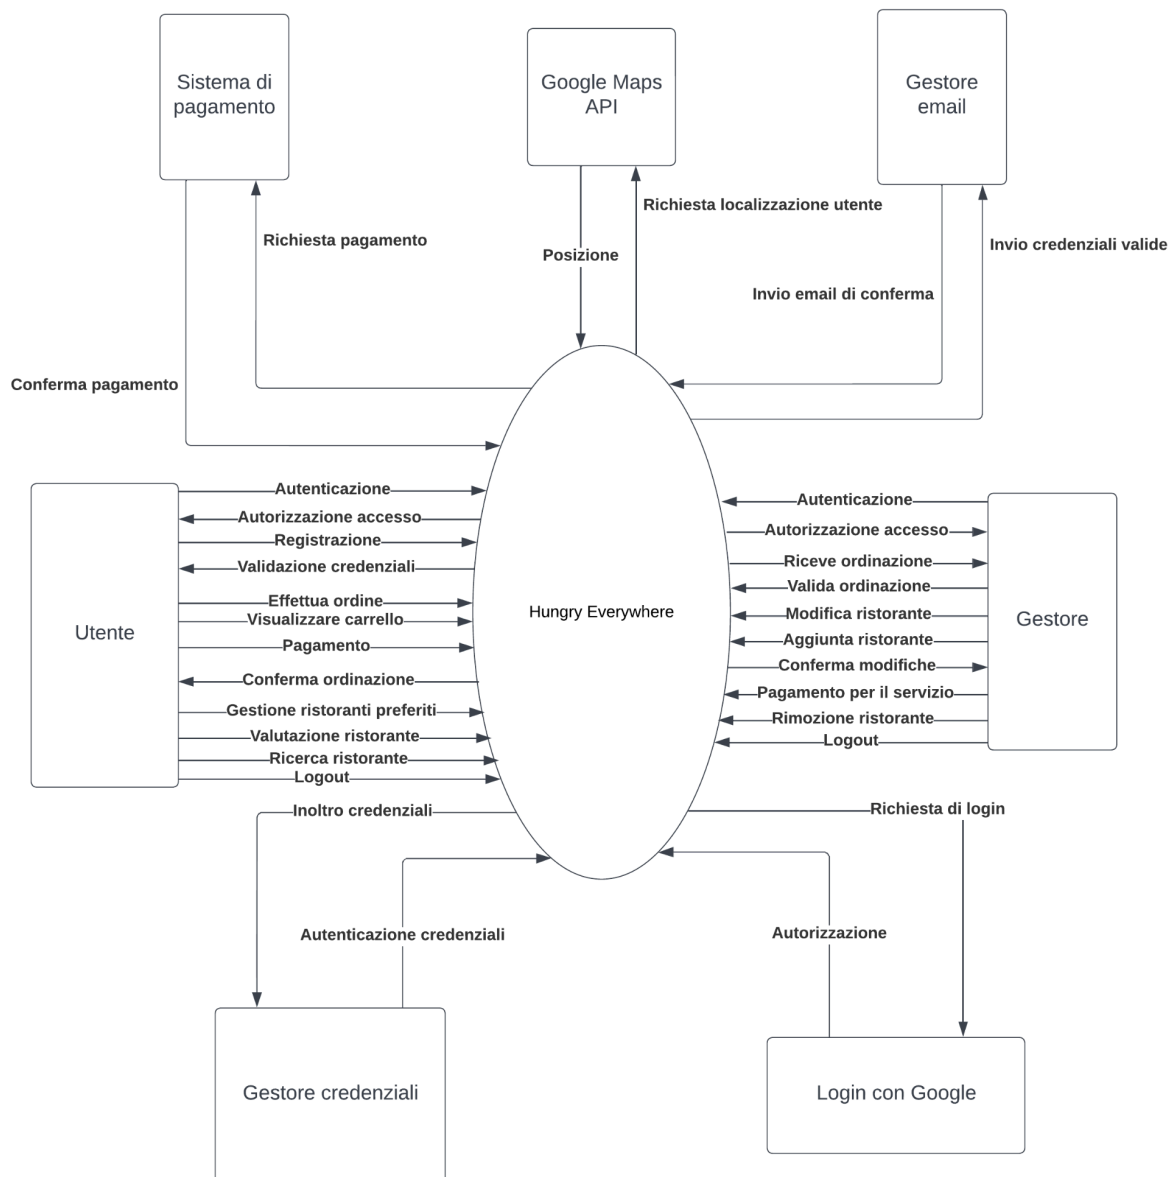 Sistema di
pagamento
Google Maps
API
Gestore
email
Richiesta localizzazione utente
Richiesta pagamento
Invio credenziali valide
Posizione
Invio email di conferma
Conferma pagamento
Autenticazione
Autorizzazione accesso
Registrazione
Validazione credenziali
Effettua ordine
Visualizzare carrello
Pagamento
Conferma ordinazione
Gestione ristoranti preferiti
Valutazione ristorante
Ricerca ristorante
Logout
Utente
Hungry Everywhere
Autenticazione
Autorizzazione accesso
Riceve ordinazione
Valida ordinazione
Modifica ristorante
Aggiunta ristorante
Conferma modifiche
Pagamento per il servizio
Rimozione ristorante
Logout
Gestore
Inoltro credenziali
Richiesta di login
Autenticazione credenziali
Autorizzazione
Gestore credenziali
Login con Google